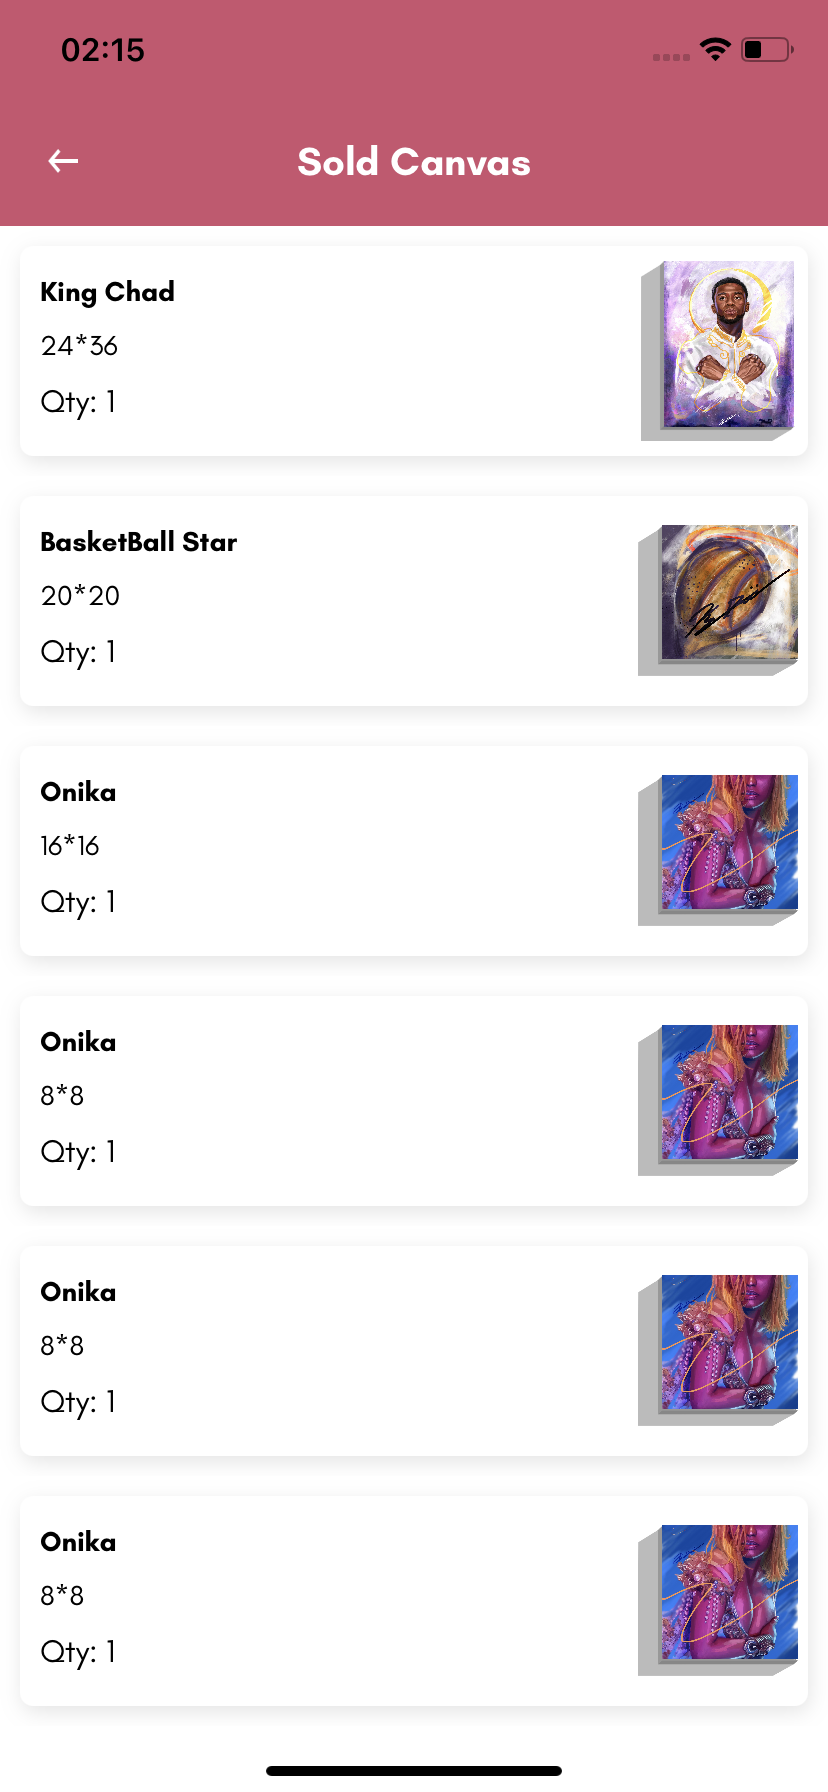 02:15
Sold Canvas
King Chad
24*36
Qty: 1
BasketBall Star
20*20
Qty: 1
Onika
16*16
Qty: 1
Onika
8*8
Qty: 1
Onika
8*8
Qty: 1
Onika
8*8
Qty: 1